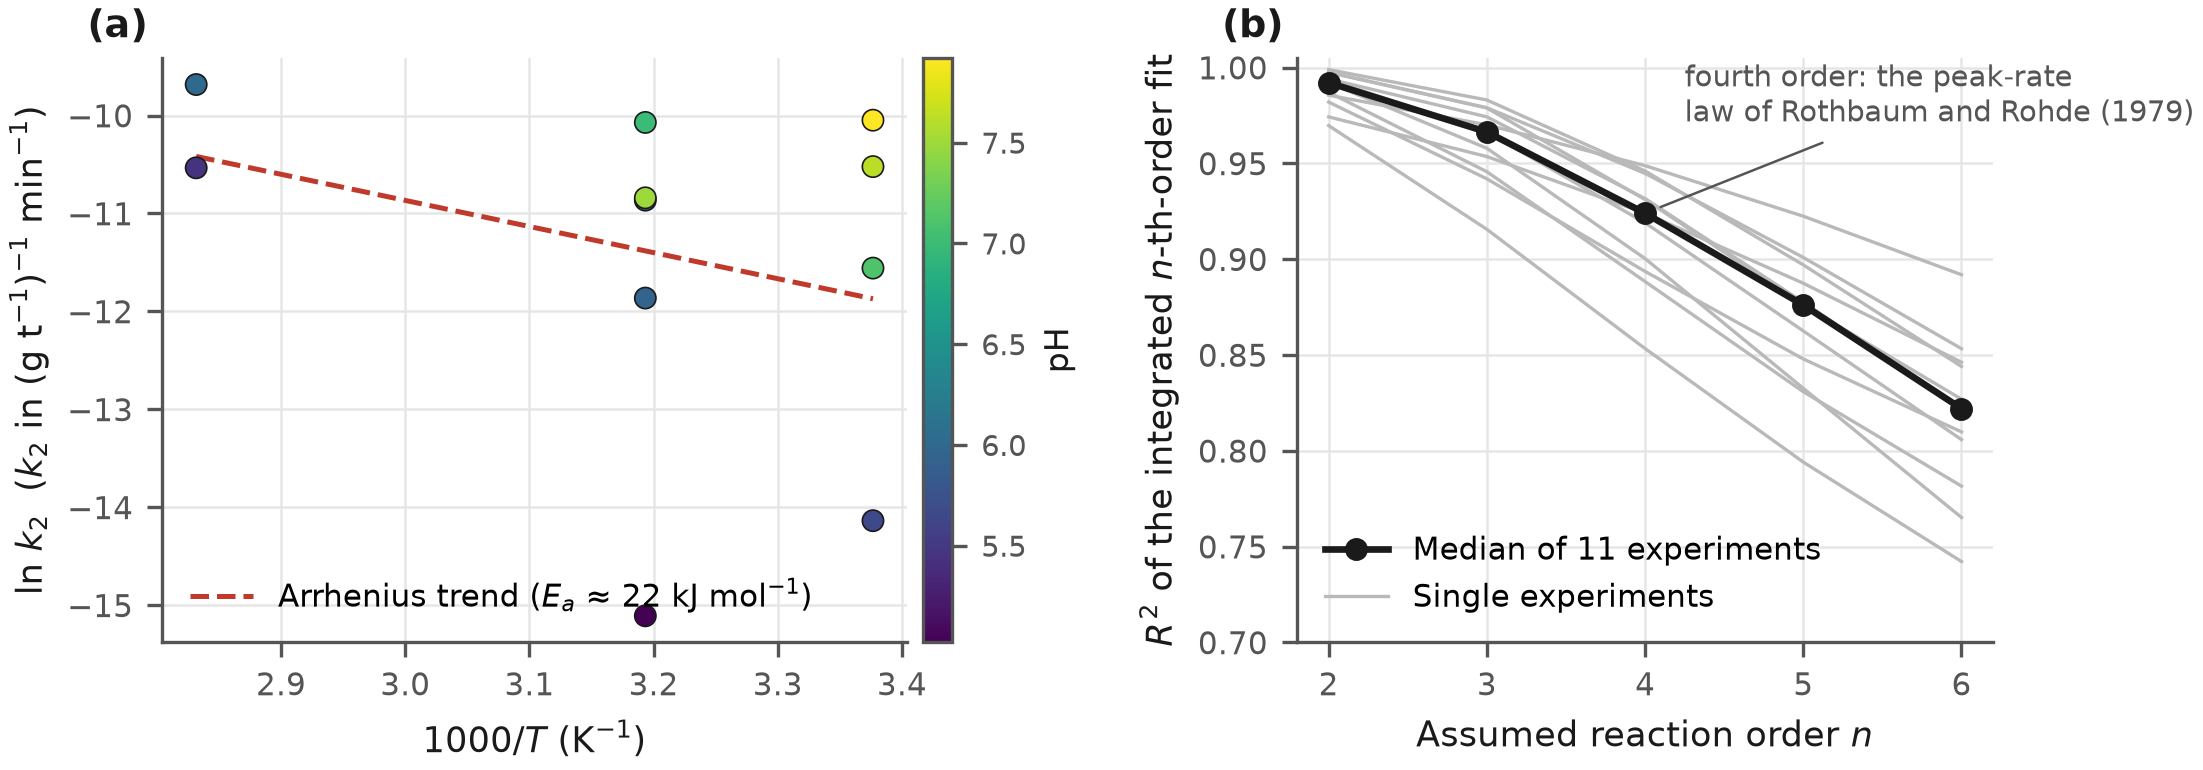 (a)
ln k₂ (k₂ in (g t⁻¹)⁻¹ min⁻¹)
−10
−11
−12
−13
−14
−15
Arrhenius trend (Eₐ ≈ 22 kJ mol⁻¹)
2.9 3.0 3.1 3.2 3.3 3.4
1000/T (K⁻¹)
7.5
7.0
6.5
6.0
5.5
pH
(b)
R² of the integrated n-th-order fit
1.00
0.95
0.90
0.85
0.80
0.75
0.70
fourth order: the peak-rate
law of Rothbaum and Rohde (1979)
Median of 11 experiments
Single experiments
2 3 4 5 6
Assumed reaction order n